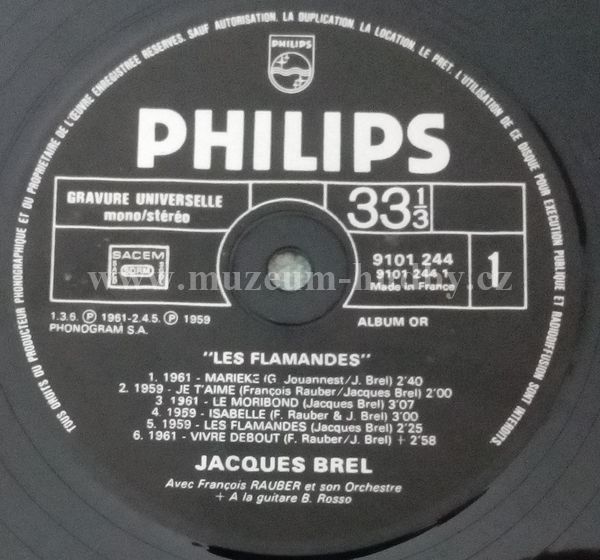 TOUS DROITS DU PRODUCTEUR PHONOGRAPHIQUE ET DU PROPRIETAIRE DE L'ŒUVRE ENREGISTREE RESERVES. SAUF AUTORISATION, LA DUPLICATION, LA LOCATION, LE PRET, L'UTILISATION DE CE DISQUE POUR EXECUTION PUBLIQUE ET RADIODIFFUSION SONT INTERDITS
PHILIPS
PHILIPS
GRAVURE UNIVERSELLE
mono/stéréo
33 1/3
SACEM
SDRM
9101 244
9101 244 1
Made in France
1
www.muzeum-hudby.cz
1.3.6. Ⓟ 1961-2.4.5. Ⓟ 1959
PHONOGRAM S.A.
ALBUM OR
"LES FLAMANDES"
1. 1961 - MARIEKE (G. Jouannest/J. Brel) 2'40
2. 1959 - JE T'AIME (François Rauber/Jacques Brel) 2'00
3. 1961 - LE MORIBOND (Jacques Brel) 3'07
4. 1959 - ISABELLE (F. Rauber & J. Brel) 3'00
5. 1959 - LES FLAMANDES (Jacques Brel) 2'25
6. 1961 - VIVRE DEBOUT (F. Rauber/J. Brel) + 2'58
JACQUES BREL
Avec François RAUBER et son Orchestre
+ A la guitare B. Rosso